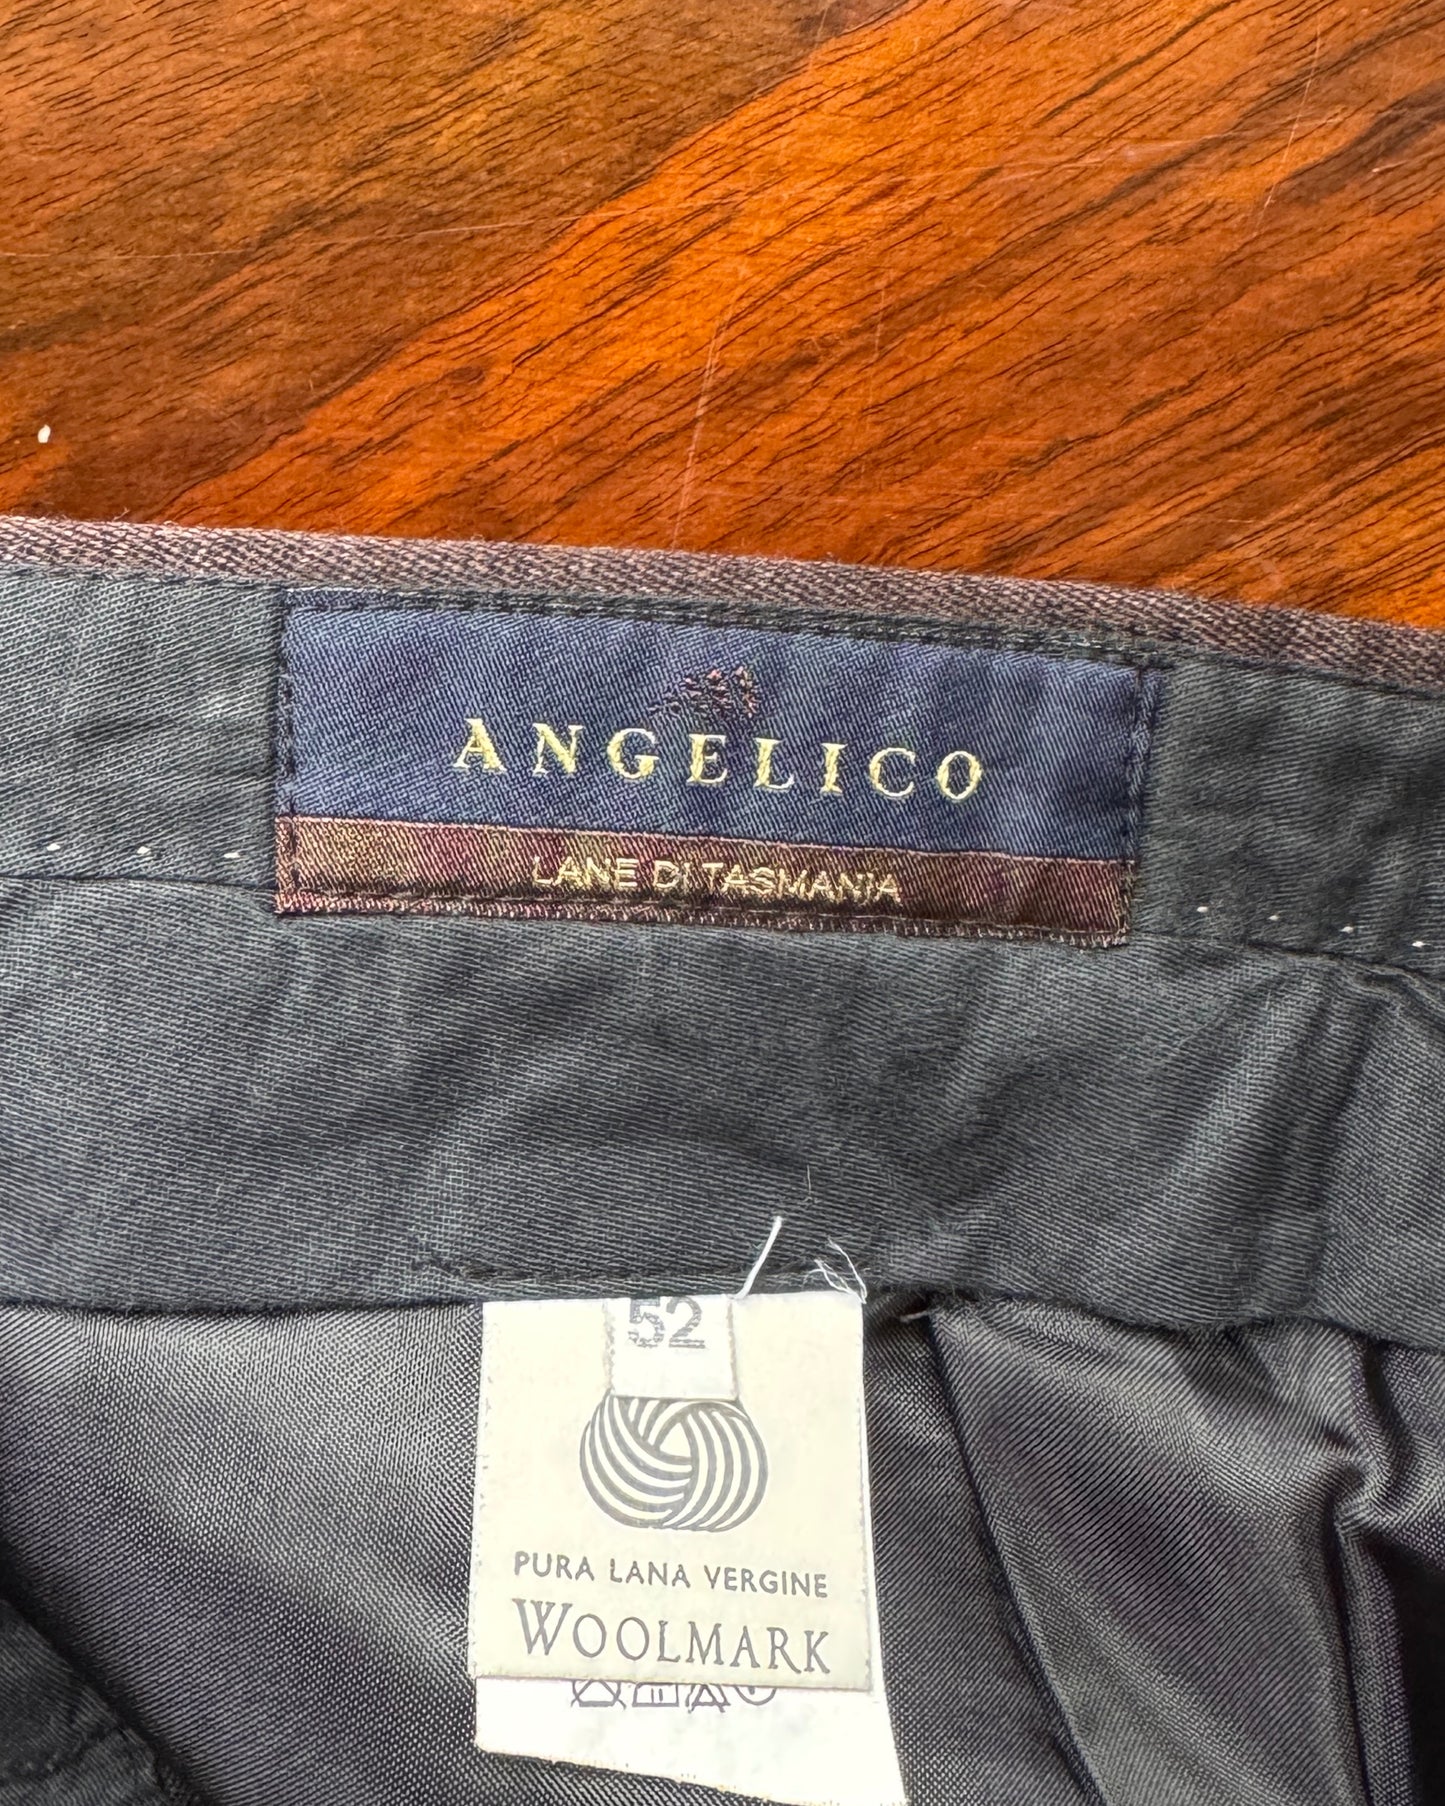 ANGELICO
LANE DI TASMANIA
52
PURA LANA VERGINE
WOOLMARK